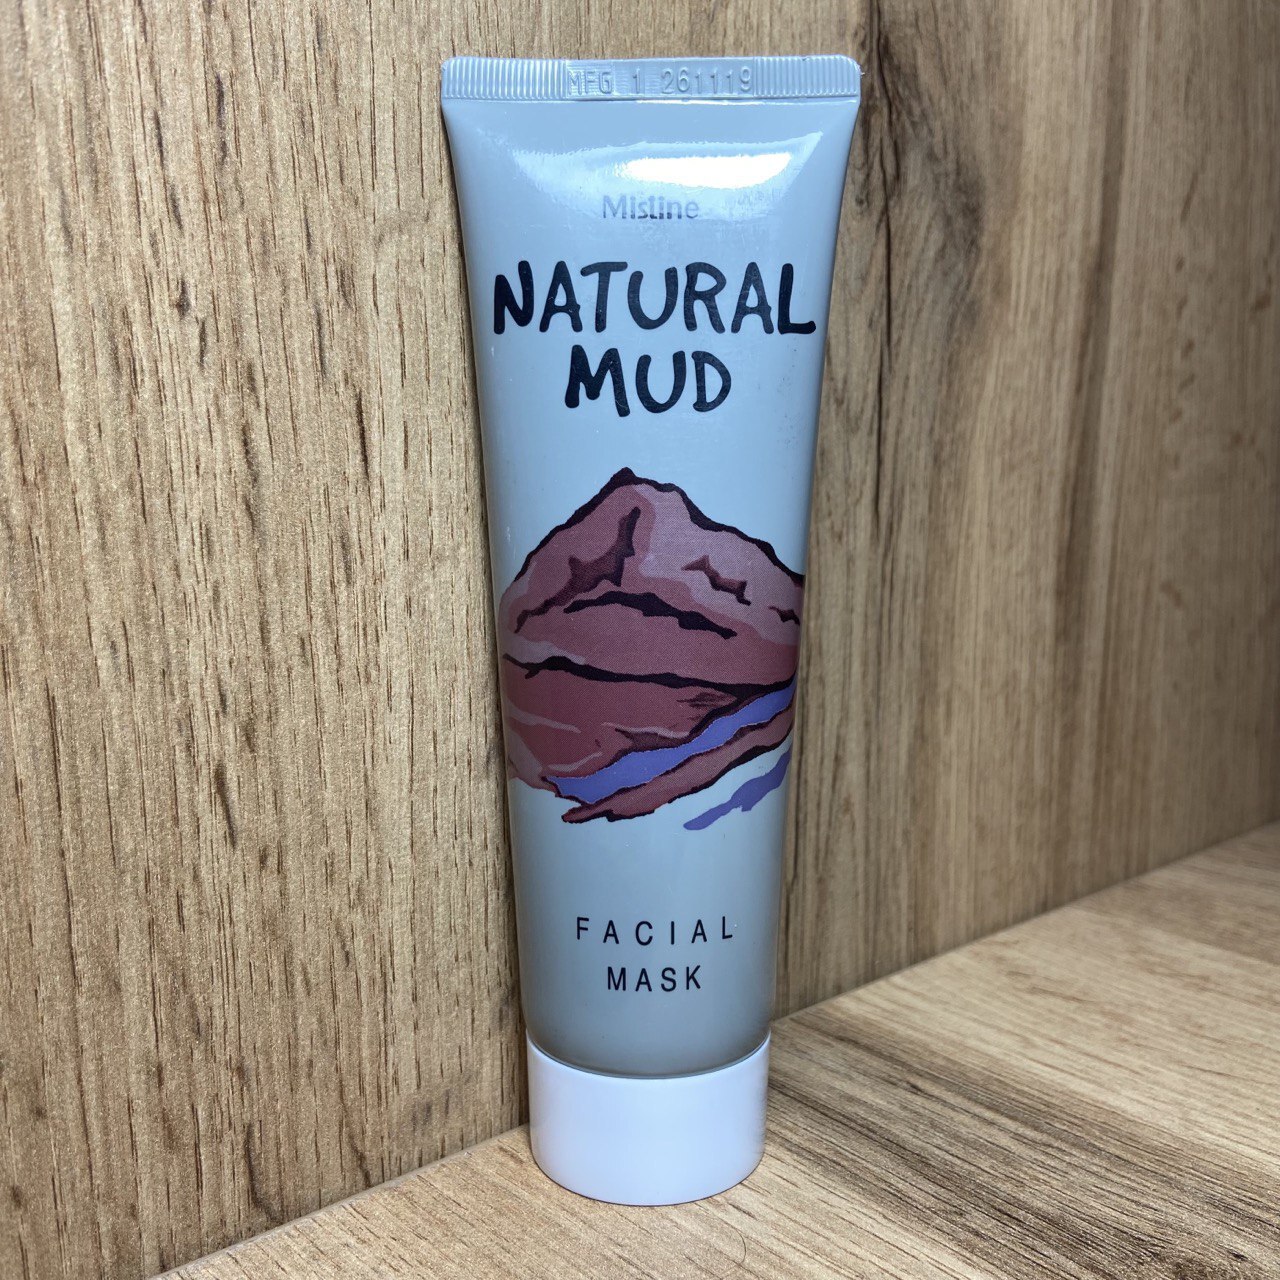 MFG 1 261119
Mistine
NATURAL
MUD
FACIAL
MASK